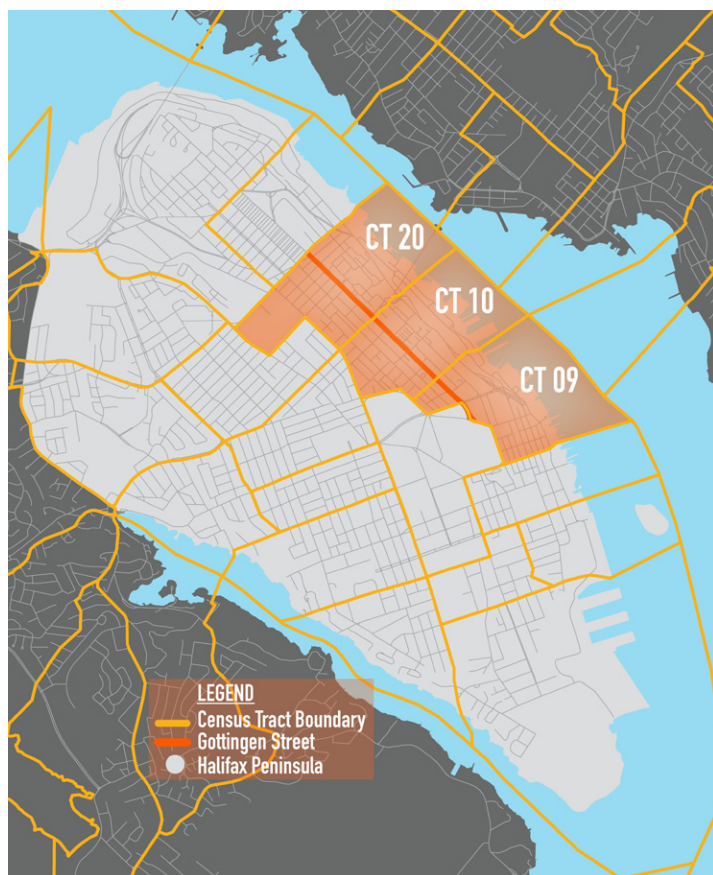 CT 20
CT 10
CT 09
LEGEND
Census Tract Boundary
Gottingen Street
Halifax Peninsula